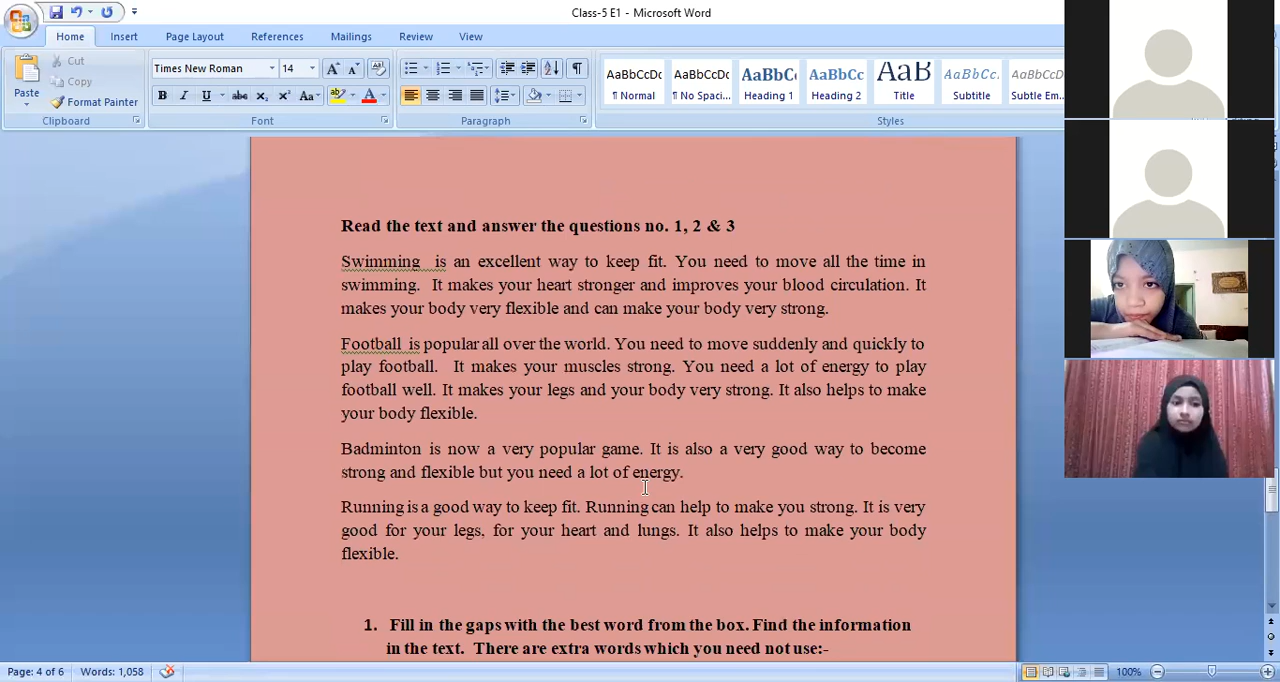 Class-5 E1 - Microsoft Word
Home Insert Page Layout References Mailings Review View
Paste
Cut
Copy
Format Painter
Clipboard
Times New Roman 14
Font
Paragraph
AaBbCcDc AaBbCcDc AaBbC AaBbCc AaB AaBbCc. AaBbCcDc
¶ Normal ¶ No Spaci... Heading 1 Heading 2 Title Subtitle Subtle Em...
Styles
Read the text and answer the questions no. 1, 2 & 3
Swimming is an excellent way to keep fit. You need to move all the time in
swimming. It makes your heart stronger and improves your blood circulation. It
makes your body very flexible and can make your body very strong.
Football is popular all over the world. You need to move suddenly and quickly to
play football. It makes your muscles strong. You need a lot of energy to play
football well. It makes your legs and your body very strong. It also helps to make
your body flexible.
Badminton is now a very popular game. It is also a very good way to become
strong and flexible but you need a lot of energy.
Running is a good way to keep fit. Running can help to make you strong. It is very
good for your legs, for your heart and lungs. It also helps to make your body
flexible.
1. Fill in the gaps with the best word from the box. Find the information
in the text. There are extra words which you need not use:-
Page: 4 of 6 Words: 1,058 100%